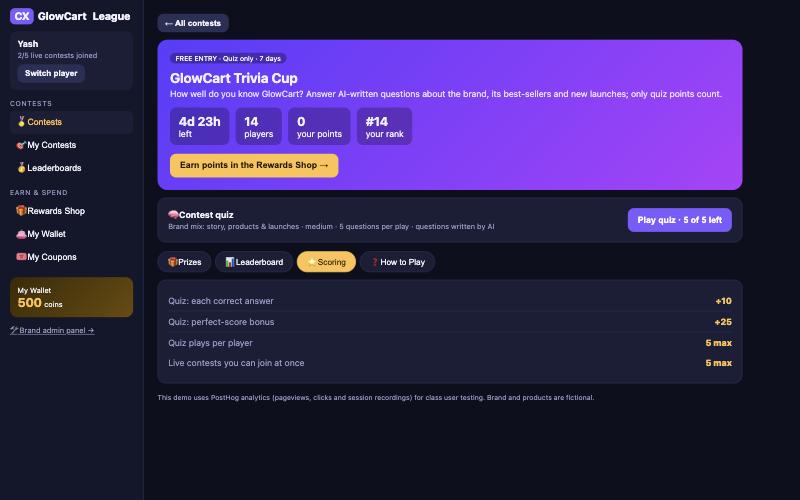 CX GlowCart League
Yash
2/5 live contests joined
Switch player
CONTESTS
Contests
My Contests
Leaderboards
EARN & SPEND
Rewards Shop
My Wallet
My Coupons
My Wallet
500 coins
Brand admin panel →
← All contests
FREE ENTRY · Quiz only · 7 days
GlowCart Trivia Cup
How well do you know GlowCart? Answer AI-written questions about the brand, its best-sellers and new launches; only quiz points count.
4d 23h
left
14
players
0
your points
#14
your rank
Earn points in the Rewards Shop →
Contest quiz
Brand mix: story, products & launches · medium · 5 questions per play · questions written by AI
Play quiz · 5 of 5 left
Prizes
Leaderboard
Scoring
How to Play
Quiz: each correct answer +10
Quiz: perfect-score bonus +25
Quiz plays per player 5 max
Live contests you can join at once 5 max
This demo uses PostHog analytics (pageviews, clicks and session recordings) for class user testing. Brand and products are fictional.